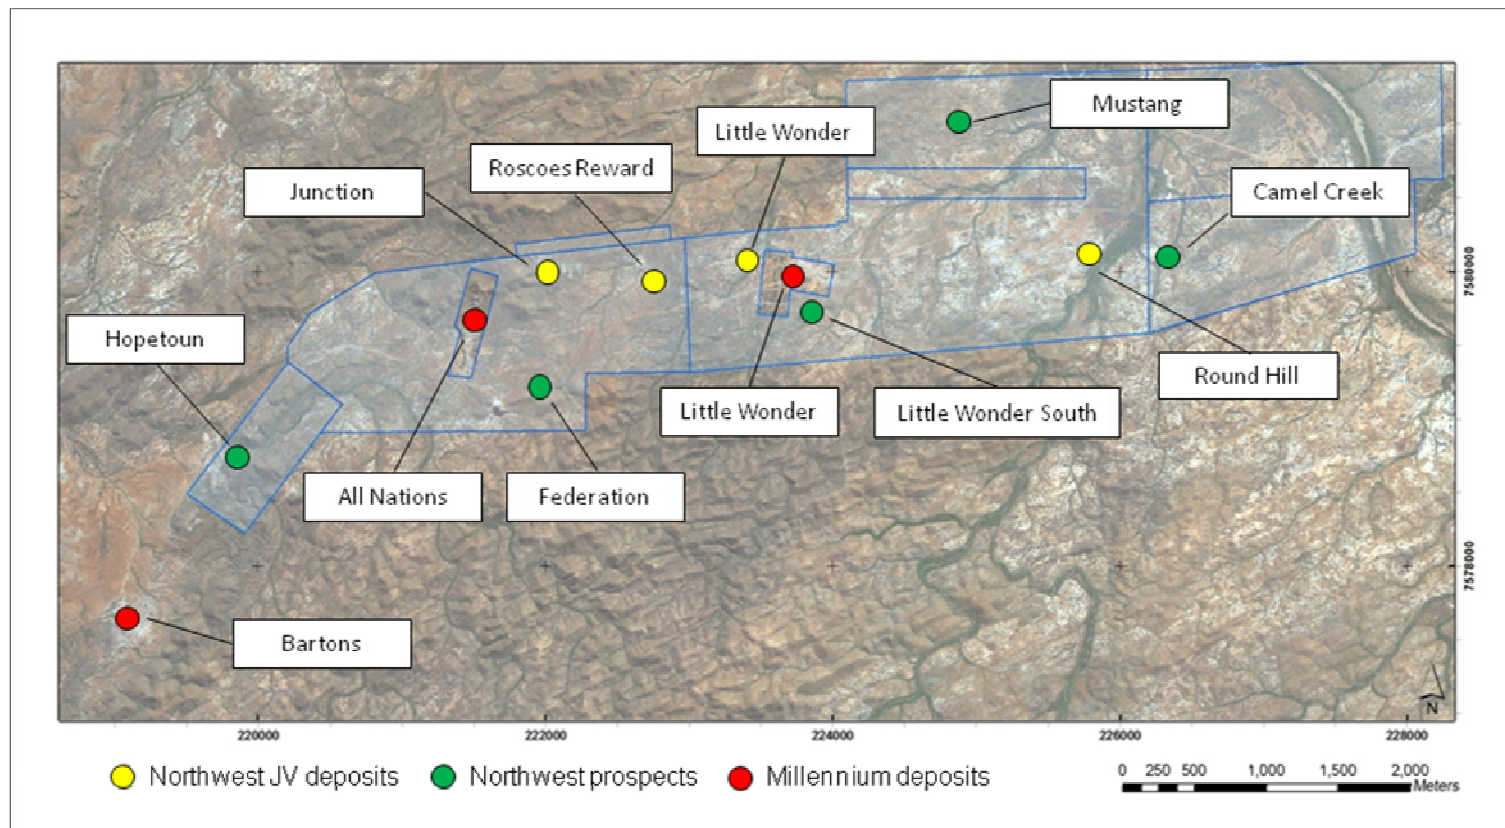 Mustang
Little Wonder
Roscoes Reward
Junction
Camel Creek
Hopetoun
7580000
Round Hill
Little Wonder
Little Wonder South
All Nations
Federation
7578000
Bartons
N
220000 222000 224000 226000 228000
Northwest JV deposits Northwest prospects Millennium deposits
0 250 500 1,000 1,500 2,000
Meters